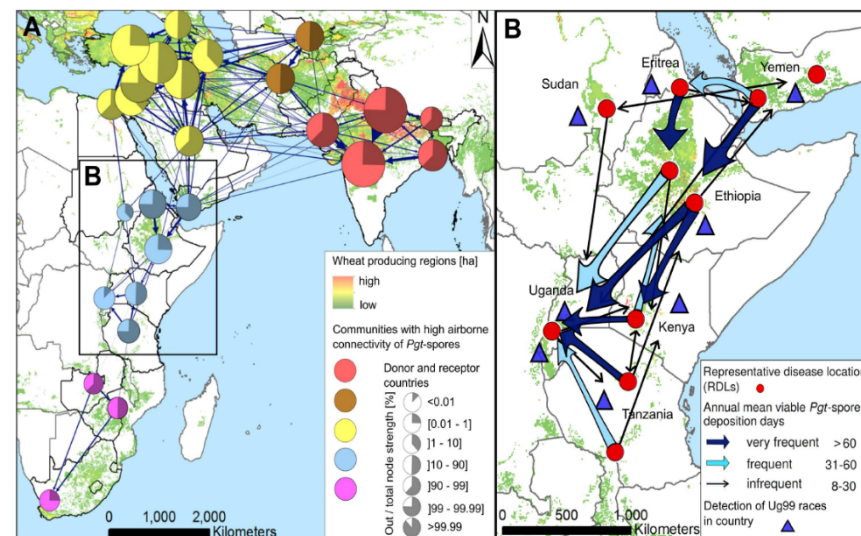 A
N
B
Wheat producing regions [ha]
high
low
Communities with high airborne
connectivity of Pgt-spores
Donor and receptor
countries
Out / total node strength [%]
<0.01
[0.01 - 1]
]1 - 10]
]10 - 90]
]90 - 99]
]99 - 99.99]
>99.99
0 1,000 2,000
Kilometers
B
Eritrea
Yemen
Sudan
Ethiopia
Uganda
Kenya
Tanzania
Representative disease location
(RDLs)
Annual mean viable Pgt-spore
deposition days
very frequent >60
frequent 31-60
infrequent 8-30
Detection of Ug99 races
in country
0 500 1,000
Kilometers